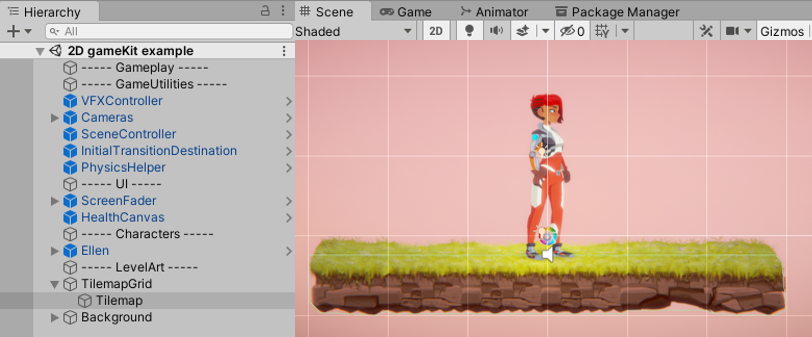 Hierarchy
All
2D gameKit example
----- Gameplay -----
----- GameUtilities -----
VFXController
Cameras
SceneController
InitialTransitionDestination
PhysicsHelper
----- UI -----
ScreenFader
HealthCanvas
----- Characters -----
Ellen
----- LevelArt -----
TilemapGrid
Tilemap
Background
Scene Game Animator Package Manager
Shaded 2D 0 Gizmos